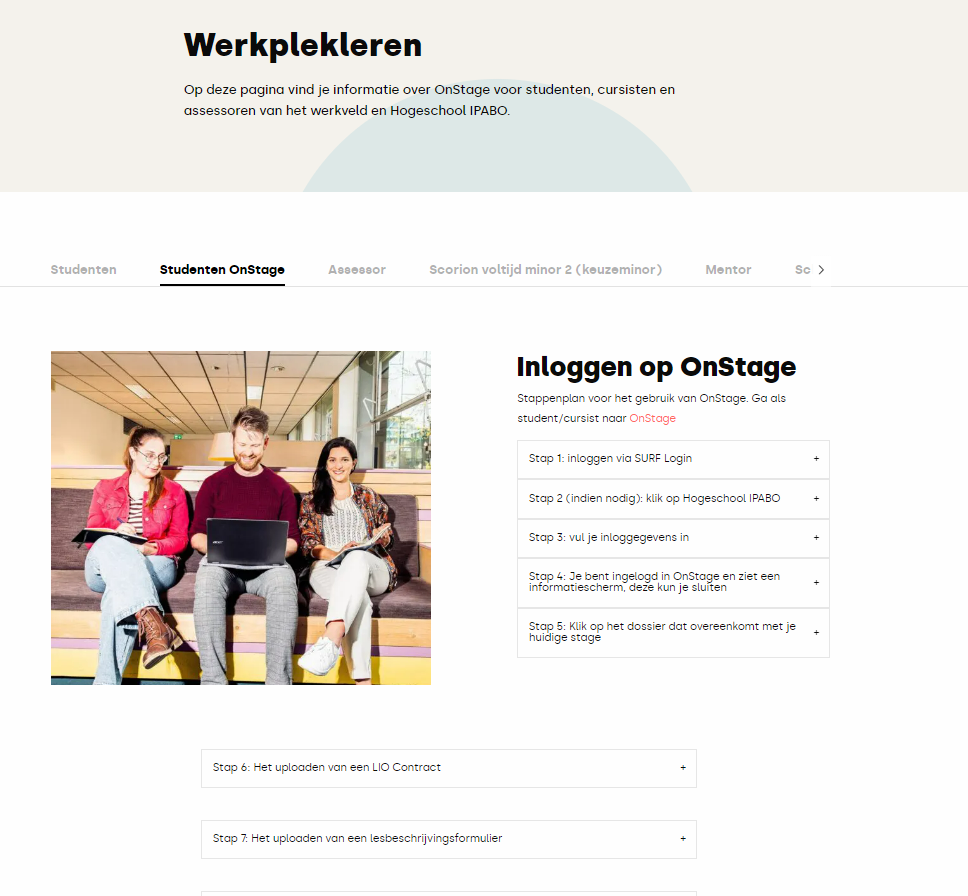 Werkplekleren
Op deze pagina vind je informatie over OnStage voor studenten, cursisten en
assessoren van het werkveld en Hogeschool IPABO.
Studenten
Studenten OnStage
Assessor
Scorion voltijd minor 2 (keuzeminor)
Mentor
Sc
Inloggen op OnStage
Stappenplan voor het gebruik van OnStage. Ga als
student/cursist naar OnStage
Stap 1: inloggen via SURF Login +
Stap 2 (indien nodig): klik op Hogeschool IPABO +
Stap 3: vul je inloggegevens in +
Stap 4: Je bent ingelogd in OnStage en ziet een
informatiescherm, deze kun je sluiten +
Stap 5: Klik op het dossier dat overeenkomt met je
huidige stage +
Stap 6: Het uploaden van een LIO Contract +
Stap 7: Het uploaden van een lesbeschrijvingsformulier +